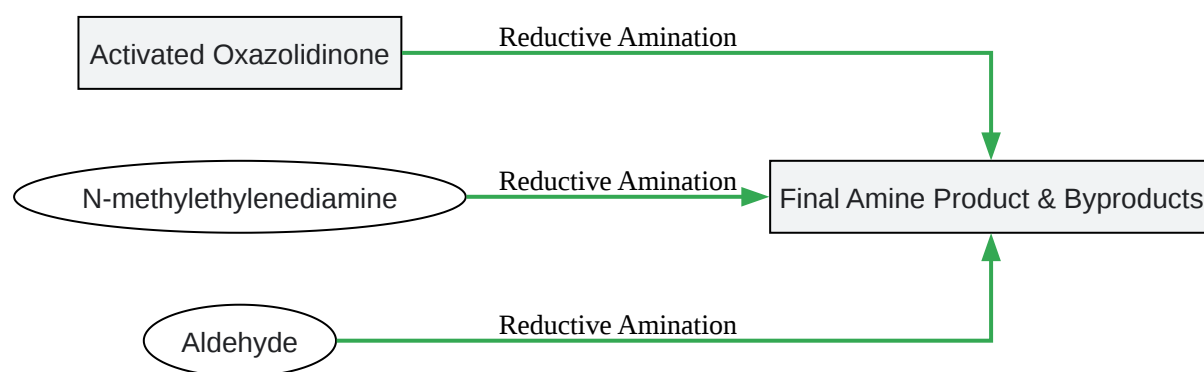 Reductive Amination
Activated Oxazolidinone
Reductive Amination
N-methylethylenediamine
Final Amine Product & Byproducts
Reductive Amination
Aldehyde